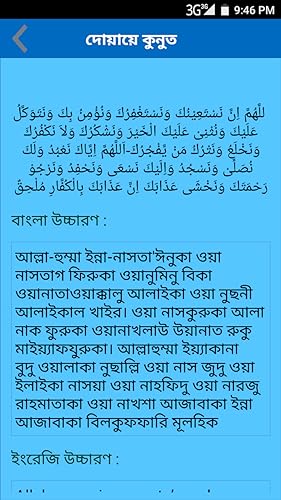 3G 9:46 PM
দোয়ায়ে কুনুত
للَّهُمَّ اِنَّ نَسْتَعِيْنُكَ وَنَسْتَغْفِرُكَ وَنُؤْمِنُ بِكَ وَنَتَوَكَّلُ
عَلَيْكَ وَنُثْنِىْ عَلَيْكَ الْخَيْرَ وَنَشْكُرُكَ وَلاَ نَكْفُرُكَ
وَنَخْلَعُ وَنَتْرُكُ مَنْ يَّفْجُرُكَ-اَللَّهُمَّ اِيَّاكَ نَعْبُدُ وَلَكَ
نُصَلِّىْ وَنَسْجُدُ وَاِلَيْكَ نَسْعَى وَنَحْفِدُ وَنَرْجُوْ
رَحْمَتَكَ وَنَخْشَى عَذَابَكَ اِنَّ عَذَابَكَ بِالْكُفَّارِ مُلْحِقٌ
বাংলা উচ্চারণ :
আল্লা-হুম্মা ইন্না-নাসতা'ঈনুকা ওয়া
নাসতাগ ফিরুকা ওয়ানুমিনু বিকা
ওয়ানাতাওয়াক্কালু আলাইকা ওয়া নুছনী
আলাইকাল খাইর। ওয়া নাসকুরুকা আলা
নাক ফুরুকা ওয়ানাখলাউ উয়ানাত রুকু
মাইয়্যাফযুরুকা। আল্লাহুম্মা ইয়্যাকানা
বুদু ওয়ালাকা নুছাল্লি ওয়া নাস জুদু ওয়া
ইলাইকা নাসয়া ওয়া নাহফিদু ওয়া নারজু
রাহমাতাকা ওয়া নাখশা আজাবাকা ইন্না
আজাবাকা বিলকুফফারি মূলহিক
ইংরেজি উচ্চারণ :